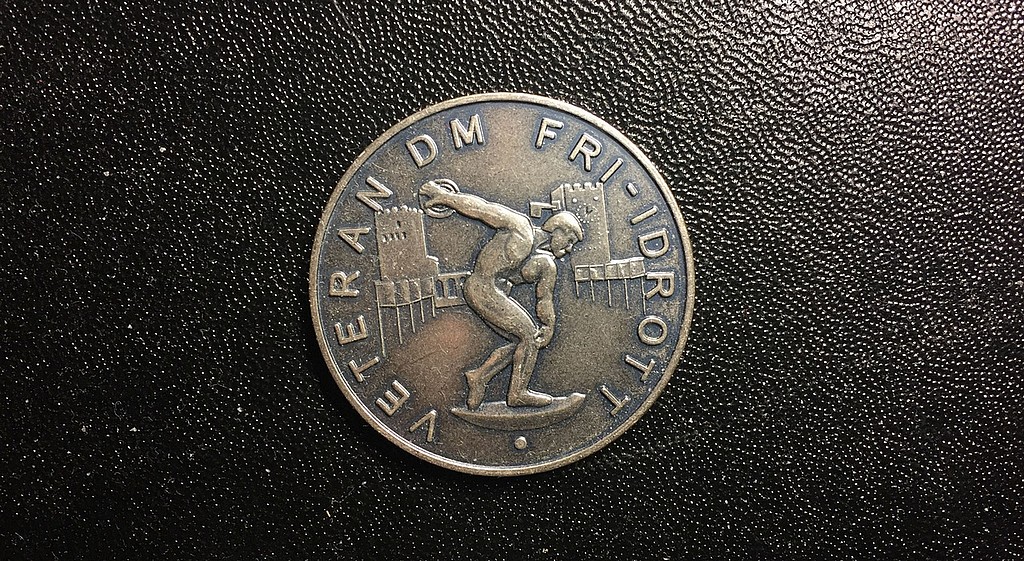 VETERAN DM FRI-IDROTT